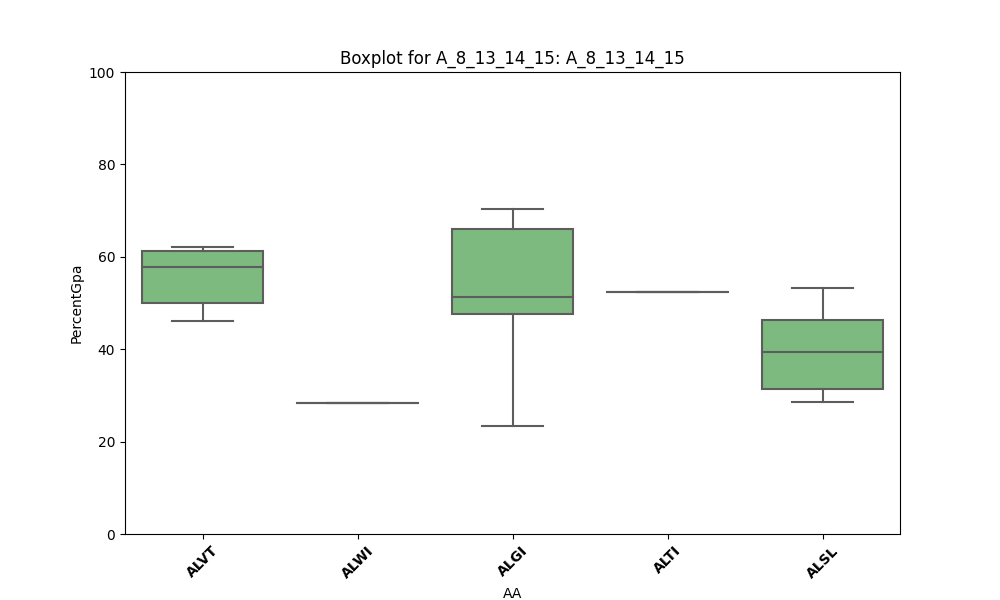 Boxplot for A_8_13_14_15: A_8_13_14_15
PercentGpa
100
80
60
40
20
0
ALVT
ALWI
ALGI
ALTI
ALSL
AA